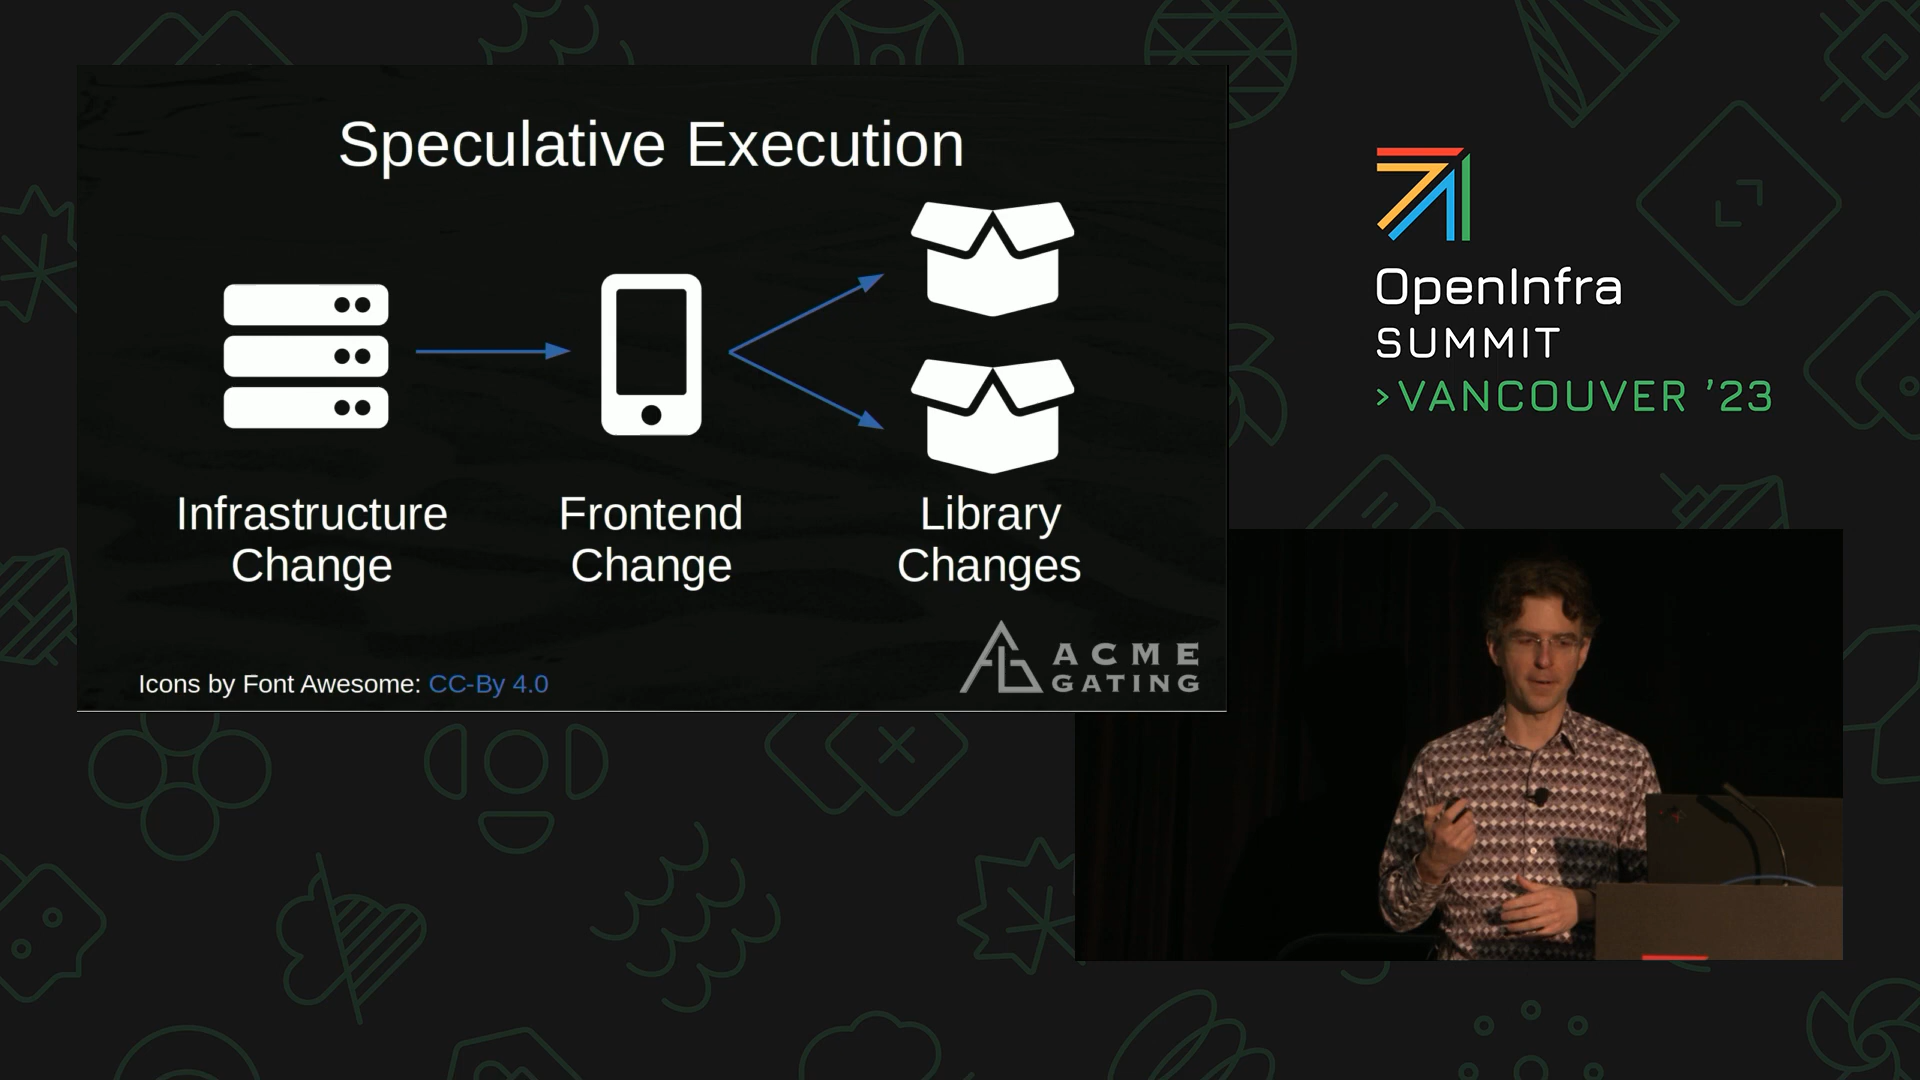 Speculative Execution
Infrastructure
Change
Frontend
Change
Library
Changes
Icons by Font Awesome: CC-By 4.0
ACME
GATING
OpenInfra
SUMMIT
>VANCOUVER '23